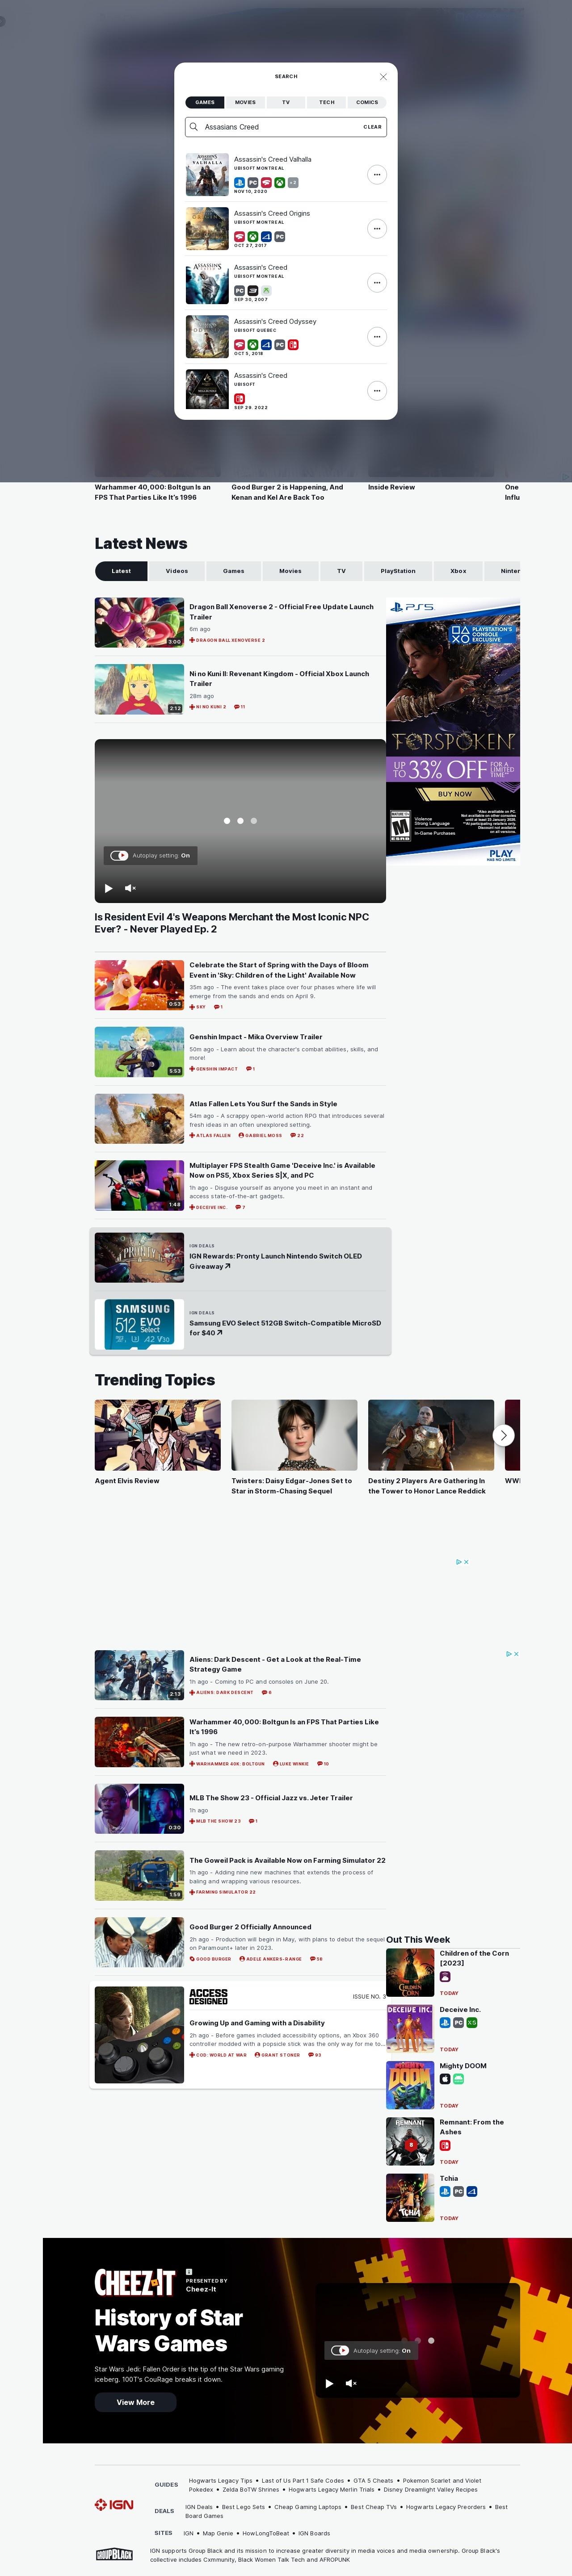 SEARCH
GAMES
MOVIES
TV
TECH
COMICS
Assasians Creed
CLEAR
Assassin's Creed Valhalla
UBISOFT MONTREAL
PC
+2
NOV 10, 2020
Assassin's Creed Origins
UBISOFT MONTREAL
PC
OCT 27, 2017
Assassin's Creed
UBISOFT MONTREAL
PC
SEP 30, 2007
Assassin's Creed Odyssey
UBISOFT QUEBEC
PC
OCT 5, 2018
Assassin's Creed
UBISOFT
SEP 29, 2022
Warhammer 40,000: Boltgun Is an
FPS That Parties Like It's 1996
Good Burger 2 is Happening, And
Kenan and Kel Are Back Too
Inside Review
One
Influ
Latest News
Latest
Videos
Games
Movies
TV
PlayStation
Xbox
Ninten
3:00
Dragon Ball Xenoverse 2 - Official Free Update Launch
Trailer
6m ago
DRAGON BALL XENOVERSE 2
2:12
Ni no Kuni II: Revenant Kingdom - Official Xbox Launch
Trailer
28m ago
NI NO KUNI 2
11
PS5
PLAYSTATION'S
CONSOLE
EXCLUSIVE*
FORSPOKEN
UP TO 33% OFF FOR A LIMITED TIME**
BUY NOW
MATURE 17+
M
ESRB
Violence
Strong Language
In-Game Purchases
PLAY
HAS NO LIMITS.
Autoplay setting: On
Is Resident Evil 4's Weapons Merchant the Most Iconic NPC
Ever? - Never Played Ep. 2
0:53
Celebrate the Start of Spring with the Days of Bloom
Event in 'Sky: Children of the Light' Available Now
35m ago - The event takes place over four phases where life will
emerge from the sands and ends on April 9.
SKY
1
5:53
Genshin Impact - Mika Overview Trailer
50m ago - Learn about the character's combat abilities, skills, and
more!
GENSHIN IMPACT
1
Atlas Fallen Lets You Surf the Sands in Style
54m ago - A scrappy open-world action RPG that introduces several
fresh ideas in an often unexplored setting.
ATLAS FALLEN
GABRIEL MOSS
22
1:48
Multiplayer FPS Stealth Game 'Deceive Inc.' is Available
Now on PS5, Xbox Series S|X, and PC
1h ago - Disguise yourself as anyone you meet in an instant and
access state-of-the-art gadgets.
DECEIVE INC.
7
PRONTY
IGN DEALS
IGN Rewards: Pronty Launch Nintendo Switch OLED
Giveaway
SAMSUNG
512 EVO Select
A2 V30
IGN DEALS
Samsung EVO Select 512GB Switch-Compatible MicroSD
for $40
Trending Topics
Agent Elvis Review
Twisters: Daisy Edgar-Jones Set to
Star in Storm-Chasing Sequel
Destiny 2 Players Are Gathering In
the Tower to Honor Lance Reddick
WWE
2:13
Aliens: Dark Descent - Get a Look at the Real-Time
Strategy Game
1h ago - Coming to PC and consoles on June 20.
ALIENS: DARK DESCENT
6
Warhammer 40,000: Boltgun Is an FPS That Parties Like
It's 1996
1h ago - The new retro-on-purpose Warhammer shooter might be
just what we need in 2023.
WARHAMMER 40K: BOLTGUN
LUKE WINKIE
10
0:30
MLB The Show 23 - Official Jazz vs. Jeter Trailer
1h ago
MLB THE SHOW 23
1
1:59
The Goweil Pack is Available Now on Farming Simulator 22
1h ago - Adding nine new machines that extends the process of
baling and wrapping various resources.
FARMING SIMULATOR 22
Good Burger 2 Officially Announced
2h ago - Production will begin in May, with plans to debut the sequel
on Paramount+ later in 2023.
GOOD BURGER
ADELE ANKERS-RANGE
58
ACCESS
DESIGNED
ISSUE NO. 3
Growing Up and Gaming with a Disability
2h ago - Before games included accessibility options, an Xbox 360
controller modded with a popsicle stick was the only way for me to...
COD: WORLD AT WAR
GRANT STONER
93
Out This Week
CHILDREN
CORN
Children of the Corn
[2023]
TODAY
DECEIVE INC.
Deceive Inc.
PC
XS
TODAY
MIGHTY
DOOM
Mighty DOOM
TODAY
REMNANT
Remnant: From the
Ashes
TODAY
TCHIA
Tchia
PC
TODAY
CHEEZ-IT
PRESENTED BY
Cheez-It
History of Star
Wars Games
Star Wars Jedi: Fallen Order is the tip of the Star Wars gaming
iceberg. 100T's CouRage breaks it down.
View More
Autoplay setting: On
IGN
GUIDES
Hogwarts Legacy Tips • Last of Us Part 1 Safe Codes • GTA 5 Cheats • Pokemon Scarlet and Violet
Pokedex • Zelda BoTW Shrines • Hogwarts Legacy Merlin Trials • Disney Dreamlight Valley Recipes
DEALS
IGN Deals • Best Lego Sets • Cheap Gaming Laptops • Best Cheap TVs • Hogwarts Legacy Preorders • Best
Board Games
SITES
IGN • Map Genie • HowLongToBeat • IGN Boards
GROUPBLACK
IGN supports Group Black and its mission to increase greater diversity in media voices and media ownership. Group Black's
collective includes Cxmmunity, Black Women Talk Tech and AFROPUNK